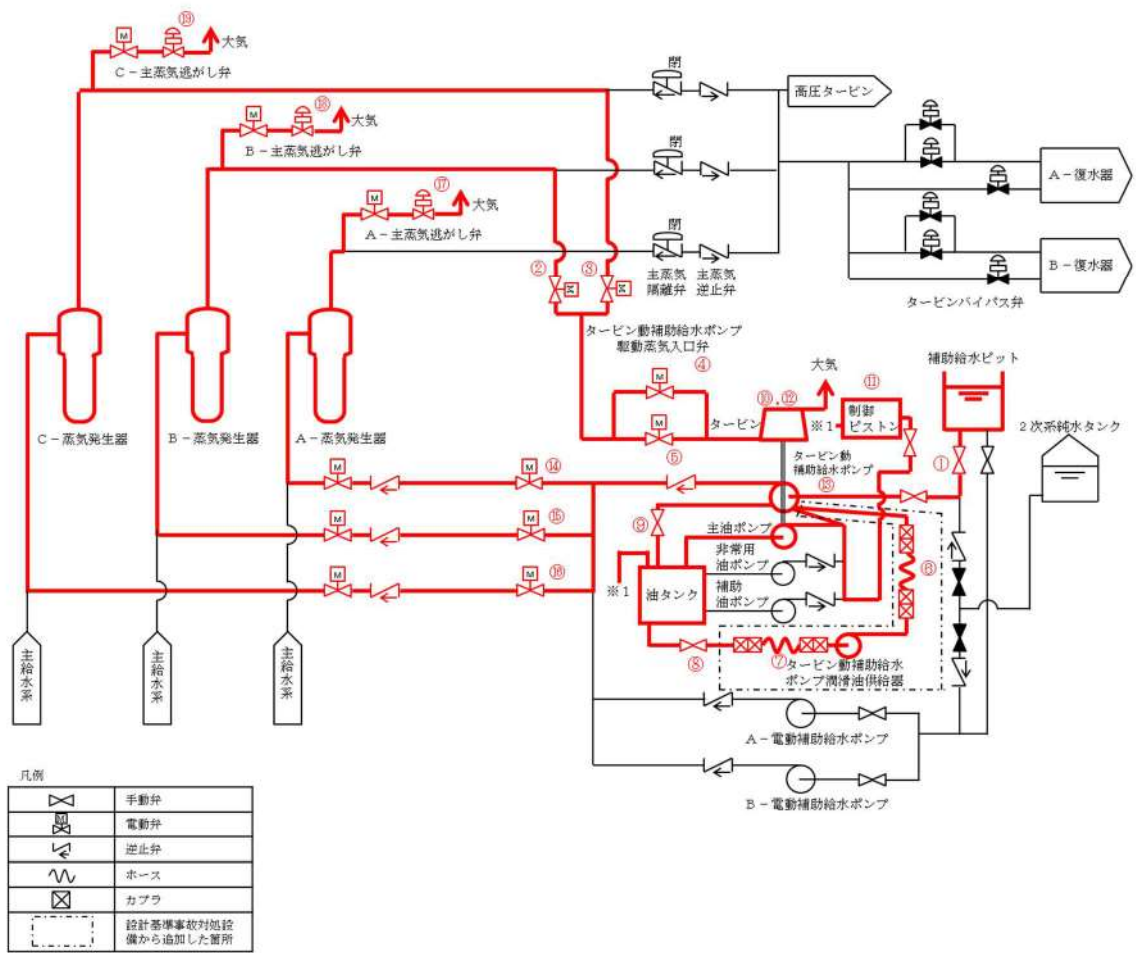 ⑲
M
大気
C－主蒸気逃がし弁
⑱
M
大気
B－主蒸気逃がし弁
⑰
M
大気
A－主蒸気逃がし弁
閉
閉
閉
主蒸気
隔離弁
主蒸気
逆止弁
高圧タービン
A－復水器
B－復水器
タービンバイパス弁
②
③
タービン動補助給水ポンプ
駆動蒸気入口弁
④
M
M
⑤
タービン
⑩,⑫
大気
⑪
※1
制御
ピストン
補助給水ピット
2次系純水タンク
①
C－蒸気発生器
B－蒸気発生器
A－蒸気発生器
タービン動
補助給水ポンプ
⑬
M
M
⑭
M
M
⑮
M
M
⑯
⑨
主油ポンプ
非常用
油ポンプ
補助
油ポンプ
※1
油タンク
⑥
⑧
⑦
タービン動補助給水
ポンプ潤滑油供給器
主給水系
主給水系
主給水系
A－電動補助給水ポンプ
B－電動補助給水ポンプ
凡例
手動弁
M
電動弁
逆止弁
ホース
カプラ
設計基準事故対処設
備から追加した箇所